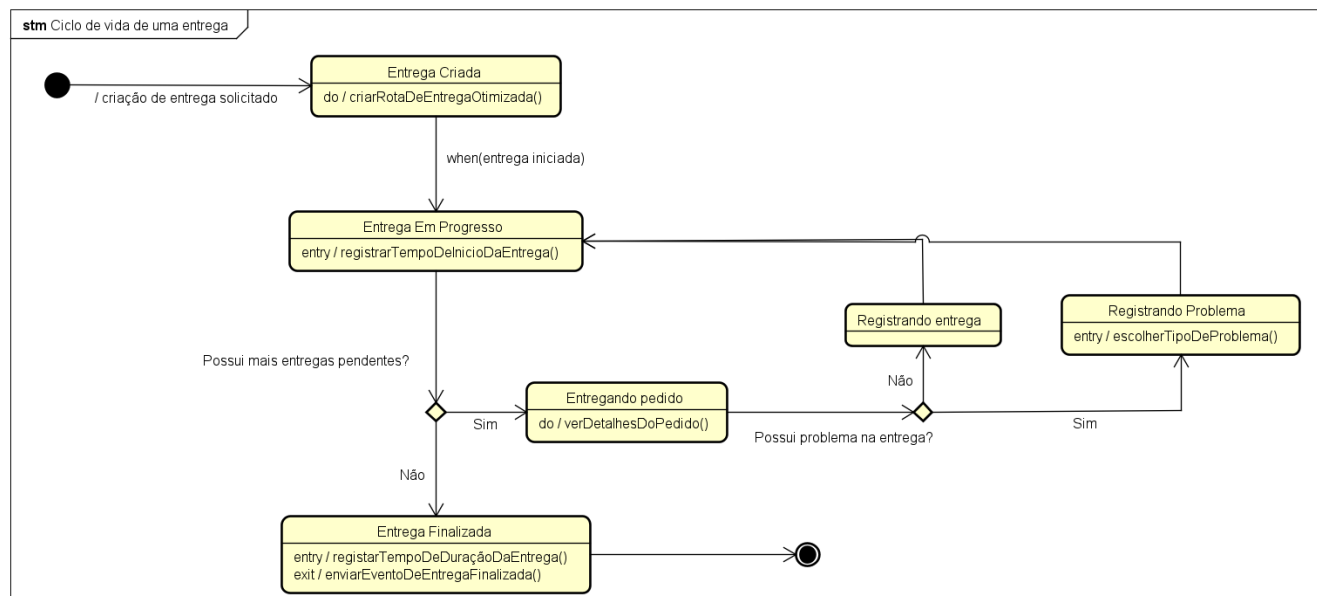 stm Ciclo de vida de uma entrega
Entrega Criada
do / criarRotaDeEntregaOtimizada()
/ criação de entrega solicitado
when(entrega iniciada)
Entrega Em Progresso
entry / registrarTempoDeInicioDaEntrega()
Registrando entrega
Registrando Problema
entry / escolherTipoDeProblema()
Possui mais entregas pendentes?
Não
Entregando pedido
do / verDetalhesDoPedido()
Sim
Possui problema na entrega?
Sim
Não
Entrega Finalizada
entry / registarTempoDeDuraçãoDaEntrega()
exit / enviarEventoDeEntregaFinalizada()